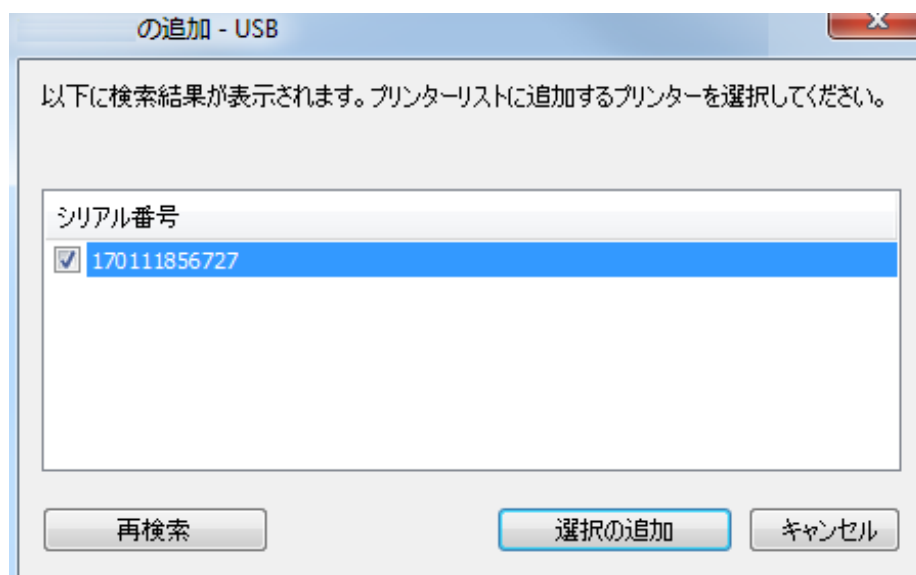 の追加 - USB
以下に検索結果が表示されます。プリンターリストに追加するプリンターを選択してください。
シリアル番号
170111856727
再検索
選択の追加
キャンセル